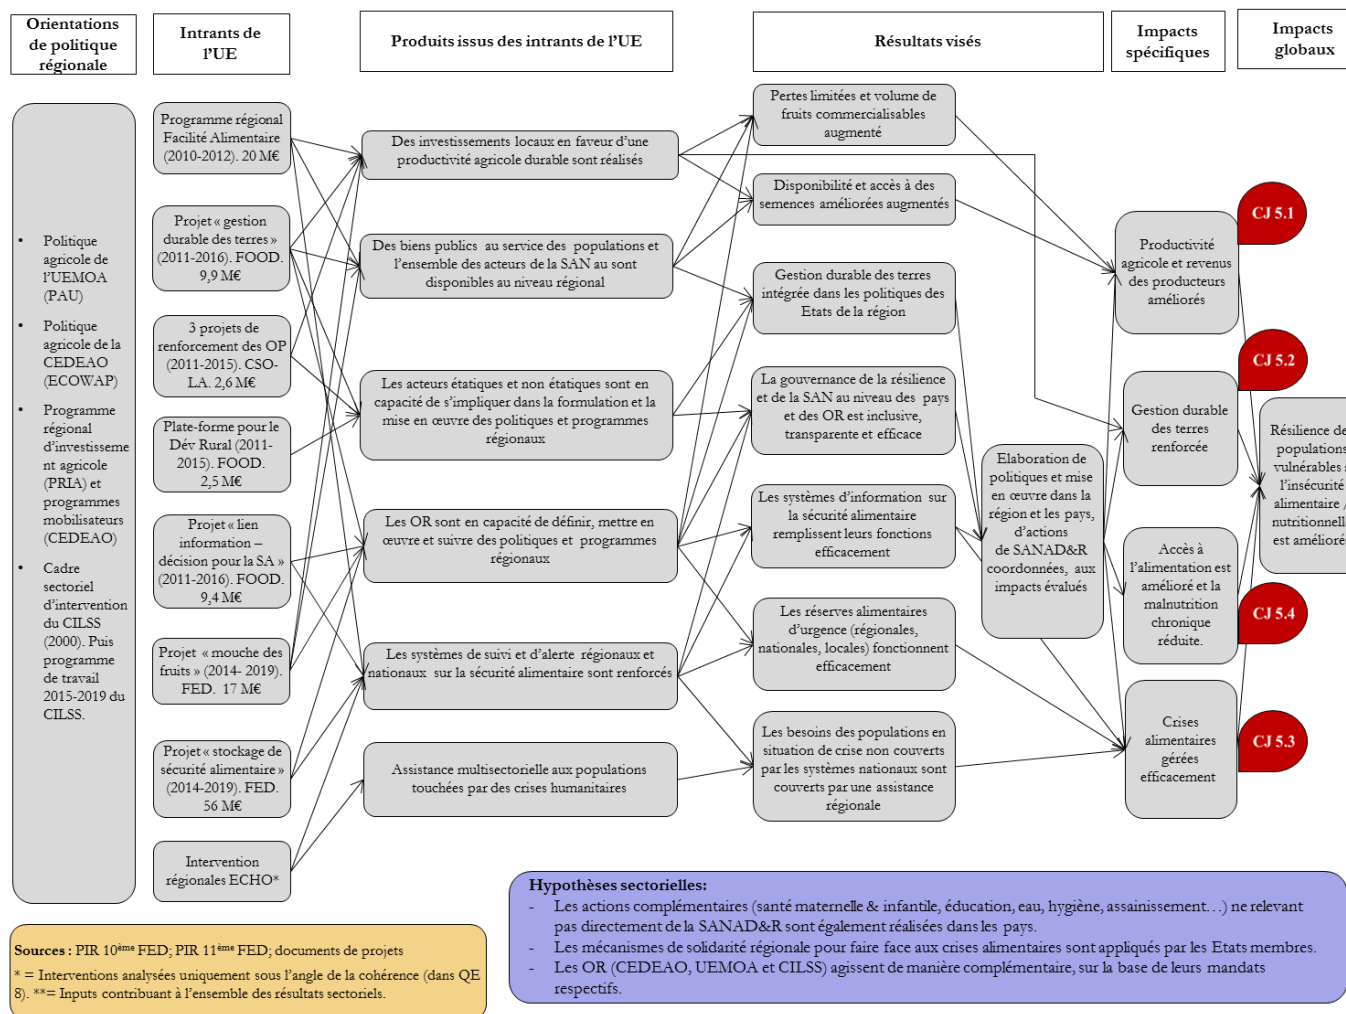 Orientations
de politique
régionale
Intrants de
l'UE
Produits issus des intrants de l'UE
Résultats visés
Impacts
spécifiques
Impacts
globaux
• Politique
agricole de
l'UEMOA
(PAU)
• Politique
agricole de la
CEDEAO
(ECOWAP)
• Programme
régional
d'investisseme
nt agricole
(PRIA) et
programmes
mobilisateurs
(CEDEAO)
• Cadre
sectoriel
d'intervention
du CILSS
(2000). Puis
programme
de travail
2015-2019 du
CILSS.
Programme régional
Facilité Alimentaire
(2010-2012). 20 M€
Projet « gestion
durable des terres »
(2011-2016). FOOD.
9,9 M€
3 projets de
renforcement des OP
(2011-2015). CSO-
LA. 2,6 M€
Plate-forme pour le
Dév Rural (2011-
2015). FOOD.
2,5 M€
Projet « lien
information –
décision pour la SA »
(2011-2016). FOOD.
9,4 M€
Projet « mouche des
fruits » (2014- 2019).
FED. 17 M€
Projet « stockage de
sécurité alimentaire »
(2014-2019). FED.
56 M€
Intervention
régionales ECHO*
Des investissements locaux en faveur d'une
productivité agricole durable sont réalisés
Des biens publics au service des populations et
l'ensemble des acteurs de la SAN au sont
disponibles au niveau régional
Les acteurs étatiques et non étatiques sont en
capacité de s'impliquer dans la formulation et la
mise en œuvre des politiques et programmes
régionaux
Les OR sont en capacité de définir, mettre en
œuvre et suivre des politiques et programmes
régionaux
Les systèmes de suivi et d'alerte régionaux et
nationaux sur la sécurité alimentaire sont renforcés
Assistance multisectorielle aux populations
touchées par des crises humanitaires
Pertes limitées et volume de
fruits commercialisables
augmenté
Disponibilité et accès à des
semences améliorées augmentés
Gestion durable des terres
intégrée dans les politiques des
Etats de la région
La gouvernance de la résilience
et de la SAN au niveau des pays
et des OR est inclusive,
transparente et efficace
Les systèmes d'information sur
la sécurité alimentaire
remplissent leurs fonctions
efficacement
Les réserves alimentaires
d'urgence (régionales,
nationales, locales) fonctionnent
efficacement
Les besoins des populations en
situation de crise non couverts
par les systèmes nationaux sont
couverts par une assistance
régionale
Elaboration de
politiques et mise
en œuvre dans la
région et les pays,
d'actions
de SANAD&R
coordonnées, aux
impacts évalués
Productivité
agricole et revenus
des producteurs
améliorés
Gestion durable
des terres
renforcée
Accès à
l'alimentation est
amélioré et la
malnutrition
chronique
réduite.
Crises
alimentaires
gérées
efficacement
CJ 5.1
CJ 5.2
CJ 5.4
CJ 5.3
Résilience de
populations
vulnérables
l'insécurité
alimentaire /
nutritionnelle
est améliorée
Sources : PIR 10ème FED; PIR 11ème FED; documents de projets
* = Interventions analysées uniquement sous l'angle de la cohérence (dans QE
8). **= Inputs contribuant à l'ensemble des résultats sectoriels.
Hypothèses sectorielles:
- Les actions complémentaires (santé maternelle & infantile, éducation, eau, hygiène, assainissement…) ne relevant
pas directement de la SANAD&R sont également réalisées dans les pays.
- Les mécanismes de solidarité régionale pour faire face aux crises alimentaires sont appliqués par les Etats membres.
- Les OR (CEDEAO, UEMOA et CILSS) agissent de manière complémentaire, sur la base de leurs mandats
respectifs.